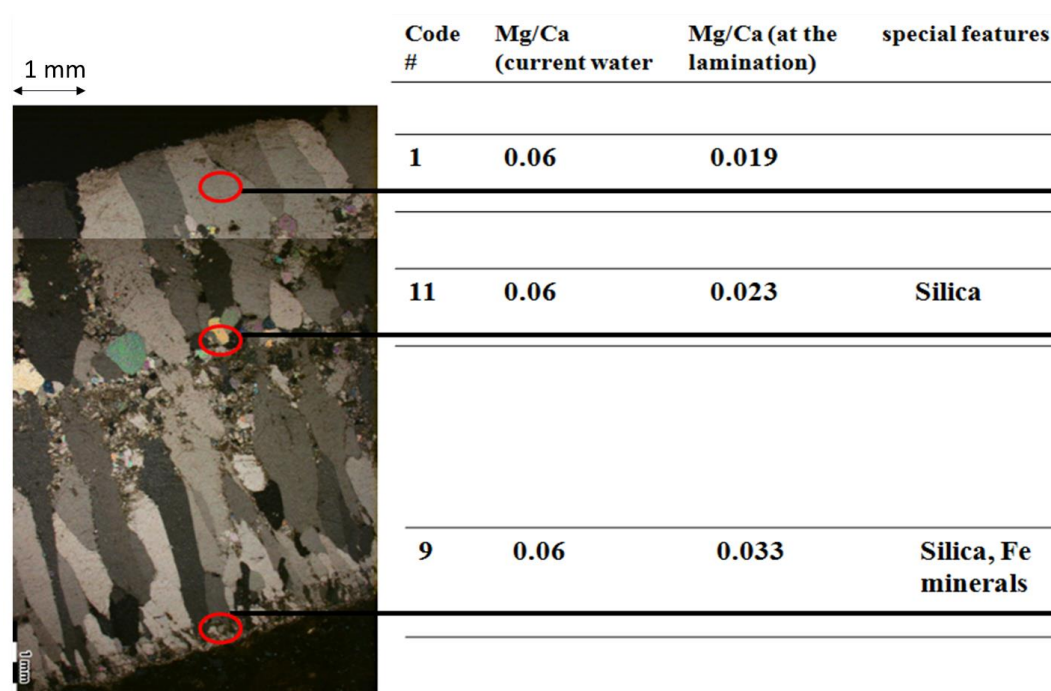 Code Mg/Ca Mg/Ca (at the special features
# (current water lamination)
1 mm
1 0.06 0.019
11 0.06 0.023 Silica
9 0.06 0.033 Silica, Fe
minerals
1mm